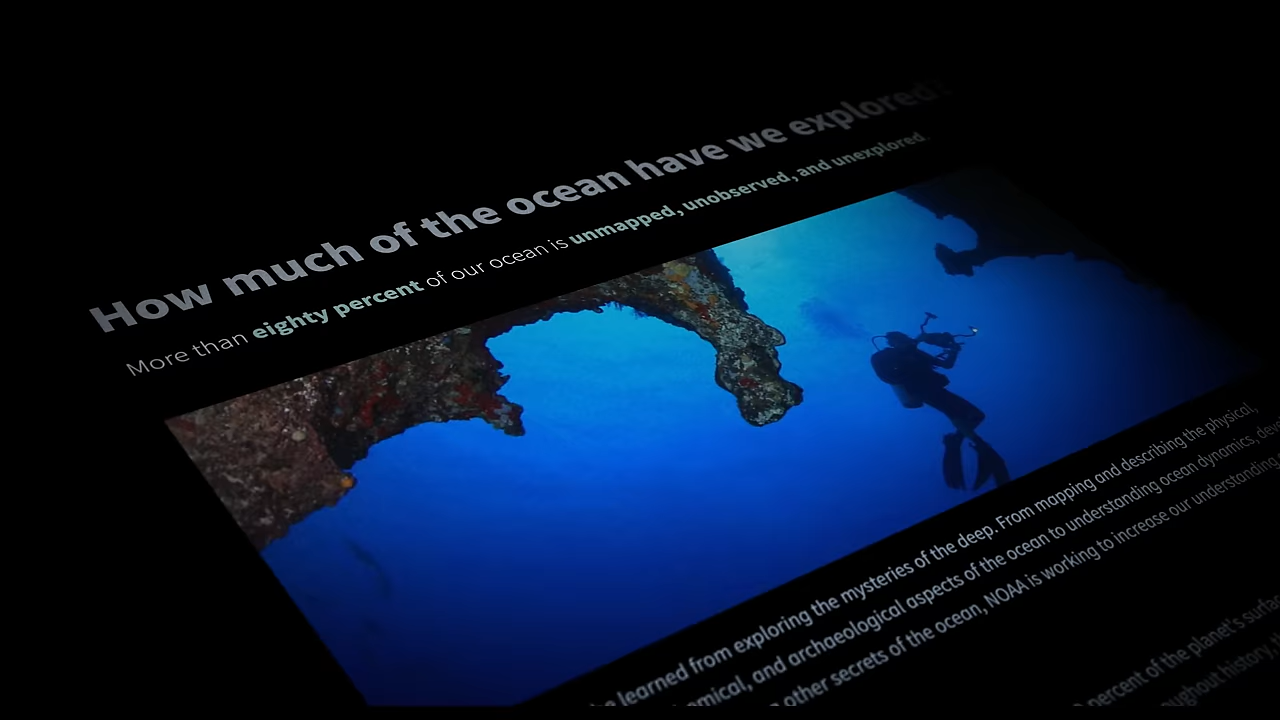 How much of the ocean have we explored?
More than eighty percent of our ocean is unmapped, unobserved, and unexplored.
learned from exploring the mysteries of the deep. From mapping and describing the physical,
and archaeological aspects of the ocean to understanding ocean dynamics,
other secrets of the ocean, NOAA is working to increase our understanding
percent of the planet's
history,